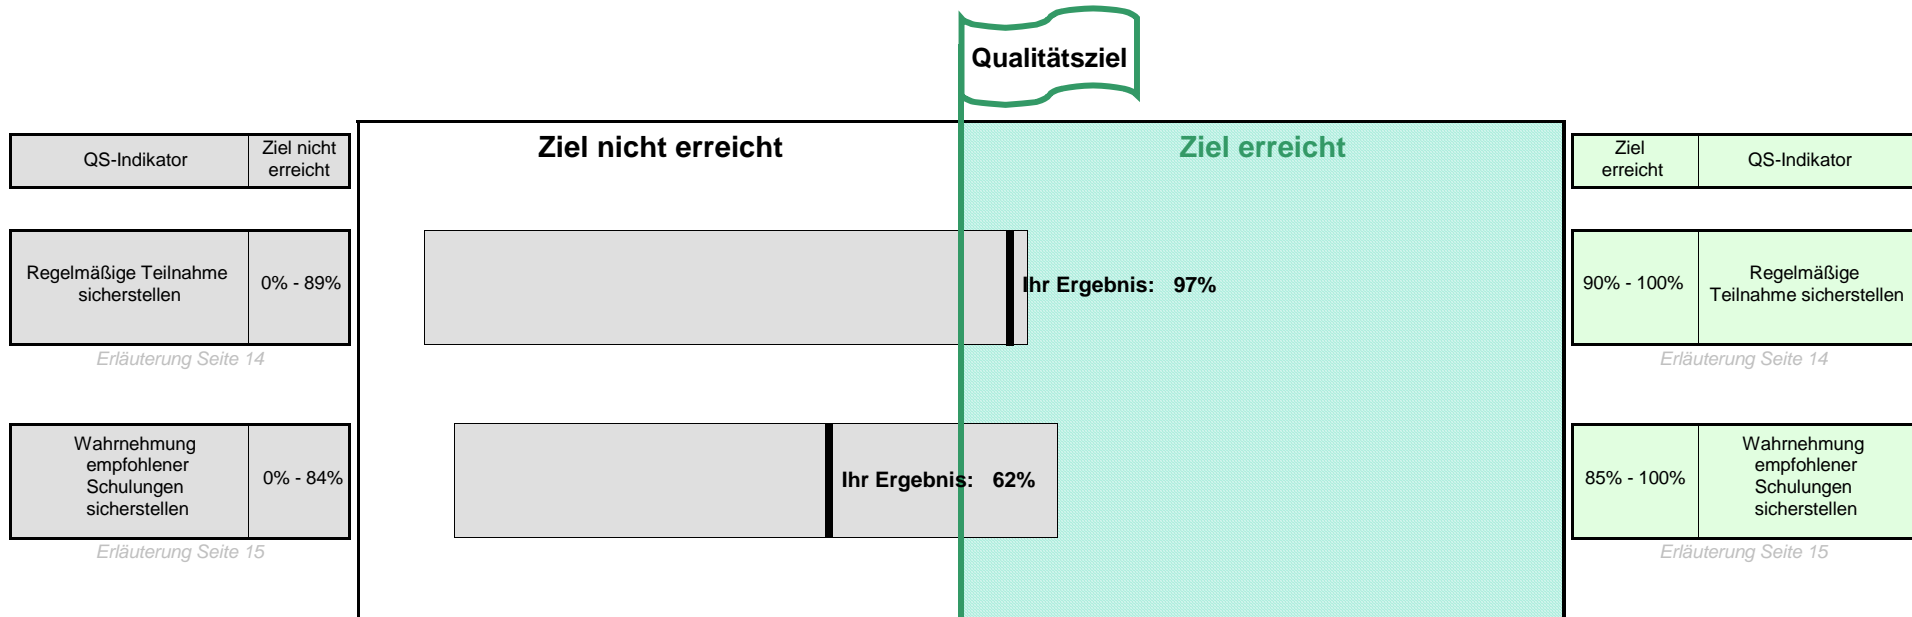 Qualitätsziel
QS-Indikator
Ziel nicht
erreicht
Ziel nicht erreicht
Ziel erreicht
Ziel
erreicht
QS-Indikator
Regelmäßige Teilnahme
sicherstellen
0% - 89%
Ihr Ergebnis: 97%
90% - 100%
Regelmäßige
Teilnahme sicherstellen
Erläuterung Seite 14
Erläuterung Seite 14
Wahrnehmung
empfohlener
Schulungen
sicherstellen
0% - 84%
Ihr Ergebnis: 62%
85% - 100%
Wahrnehmung
empfohlener
Schulungen
sicherstellen
Erläuterung Seite 15
Erläuterung Seite 15